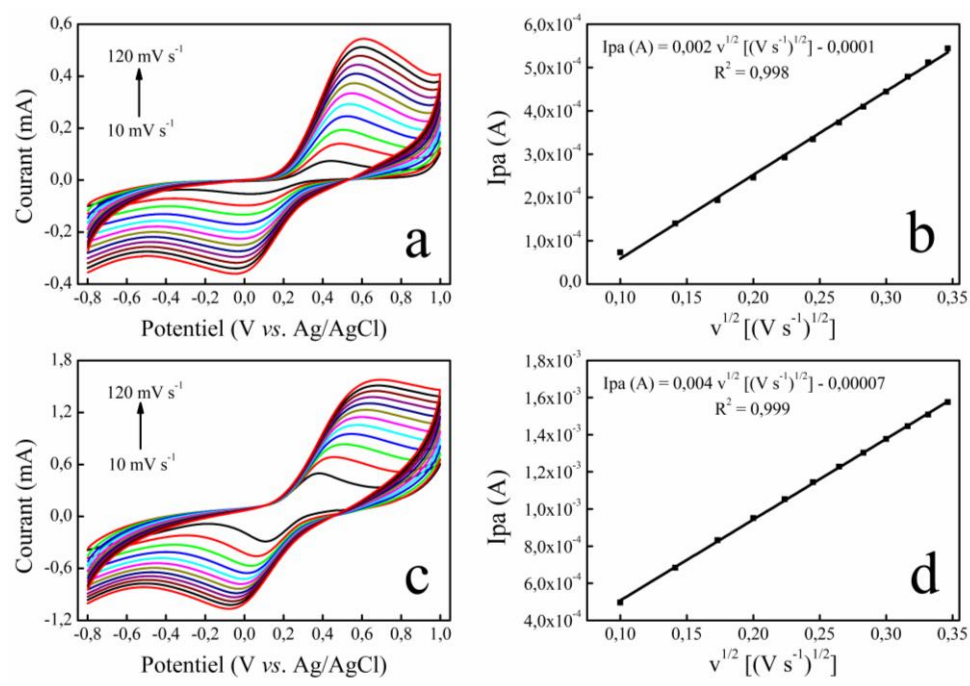 0,6
0,4
0,2
0,0
-0,2
-0,4
Courant (mA)
120 mV s⁻¹
10 mV s⁻¹
a
-0,8 -0,6 -0,4 -0,2 0,0 0,2 0,4 0,6 0,8 1,0
Potentiel (V vs. Ag/AgCl)
6,0x10⁻⁴
5,0x10⁻⁴
4,0x10⁻⁴
3,0x10⁻⁴
2,0x10⁻⁴
1,0x10⁻⁴
0,0
Ipa (A)
Ipa (A) = 0,002 v^1/2 [(V s⁻¹)^1/2] - 0,0001
R² = 0,998
b
0,10 0,15 0,20 0,25 0,30 0,35
v^1/2 [(V s⁻¹)^1/2]
1,8
1,2
0,6
0,0
-0,6
-1,2
Courant (mA)
120 mV s⁻¹
10 mV s⁻¹
c
-0,8 -0,6 -0,4 -0,2 0,0 0,2 0,4 0,6 0,8 1,0
Potentiel (V vs. Ag/AgCl)
1,8x10⁻³
1,6x10⁻³
1,4x10⁻³
1,2x10⁻³
1,0x10⁻³
8,0x10⁻⁴
6,0x10⁻⁴
4,0x10⁻⁴
Ipa (A)
Ipa (A) = 0,004 v^1/2 [(V s⁻¹)^1/2] - 0,00007
R² = 0,999
d
0,10 0,15 0,20 0,25 0,30 0,35
v^1/2 [(V s⁻¹)^1/2]